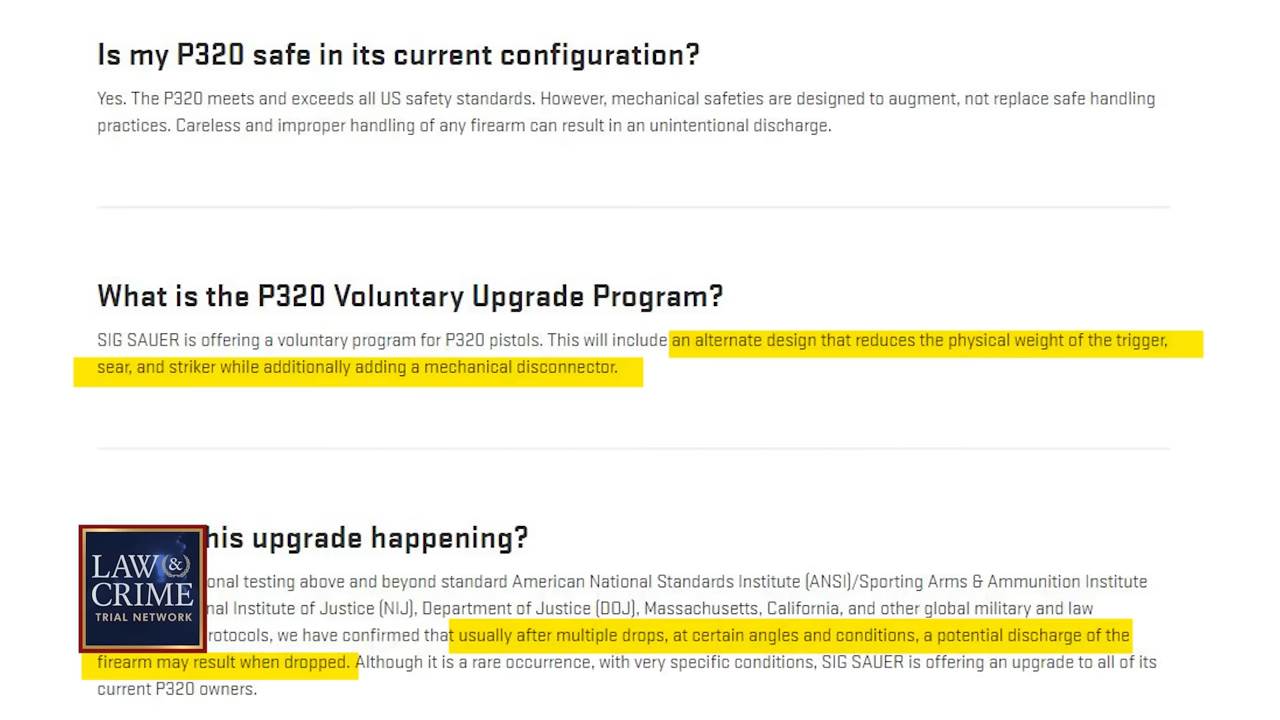 Is my P320 safe in its current configuration?
Yes. The P320 meets and exceeds all US safety standards. However, mechanical safeties are designed to augment, not replace safe handling
practices. Careless and improper handling of any firearm can result in an unintentional discharge.
What is the P320 Voluntary Upgrade Program?
SIG SAUER is offering a voluntary program for P320 pistols. This will include an alternate design that reduces the physical weight of the trigger,
sear, and striker while additionally adding a mechanical disconnector.
his upgrade happening?
onal testing above and beyond standard American National Standards Institute (ANSI)/Sporting Arms & Ammunition Institute
nal Institute of Justice (NIJ), Department of Justice (DOJ), Massachusetts, California, and other global military and law
rotocols, we have confirmed that usually after multiple drops, at certain angles and conditions, a potential discharge of the
firearm may result when dropped. Although it is a rare occurrence, with very specific conditions, SIG SAUER is offering an upgrade to all of its
current P320 owners.
LAW &
CRIME
TRIAL NETWORK